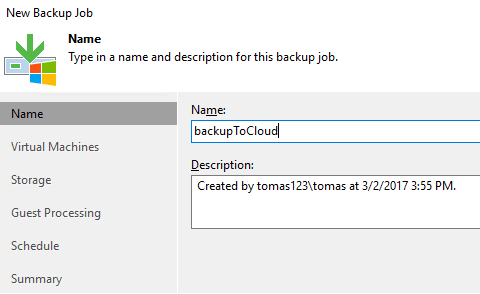 New Backup Job
Name
Type in a name and description for this backup job.
Name
Virtual Machines
Storage
Guest Processing
Schedule
Summary
Name:
backupToCloud
Description:
Created by tomas123\tomas at 3/2/2017 3:55 PM.